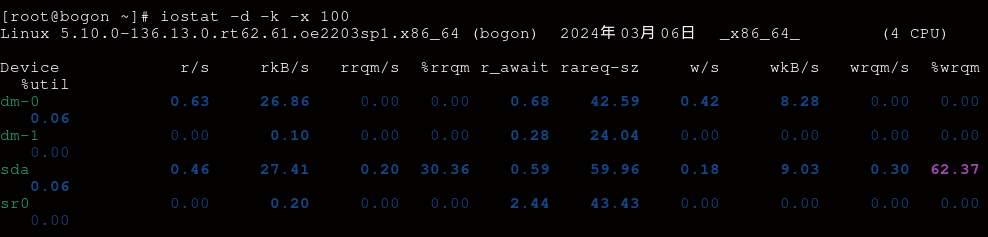 [root@bogon ~]# iostat -d -k -x 100
Linux 5.10.0-136.13.0.rt62.61.oe2203sp1.x86_64 (bogon) 2024年03月06日 _x86_64_ (4 CPU)
Device r/s rkB/s rrqm/s %rrqm r_await rareq-sz w/s wkB/s wrqm/s %wrqm
%util
dm-0 0.63 26.86 0.00 0.00 0.68 42.59 0.42 8.28 0.00 0.00
0.06
dm-1 0.00 0.10 0.00 0.00 0.28 24.04 0.00 0.00 0.00 0.00
0.00
sda 0.46 27.41 0.20 30.36 0.59 59.96 0.18 9.03 0.30 62.37
0.06
sr0 0.00 0.20 0.00 0.00 2.44 43.43 0.00 0.00 0.00 0.00
0.00